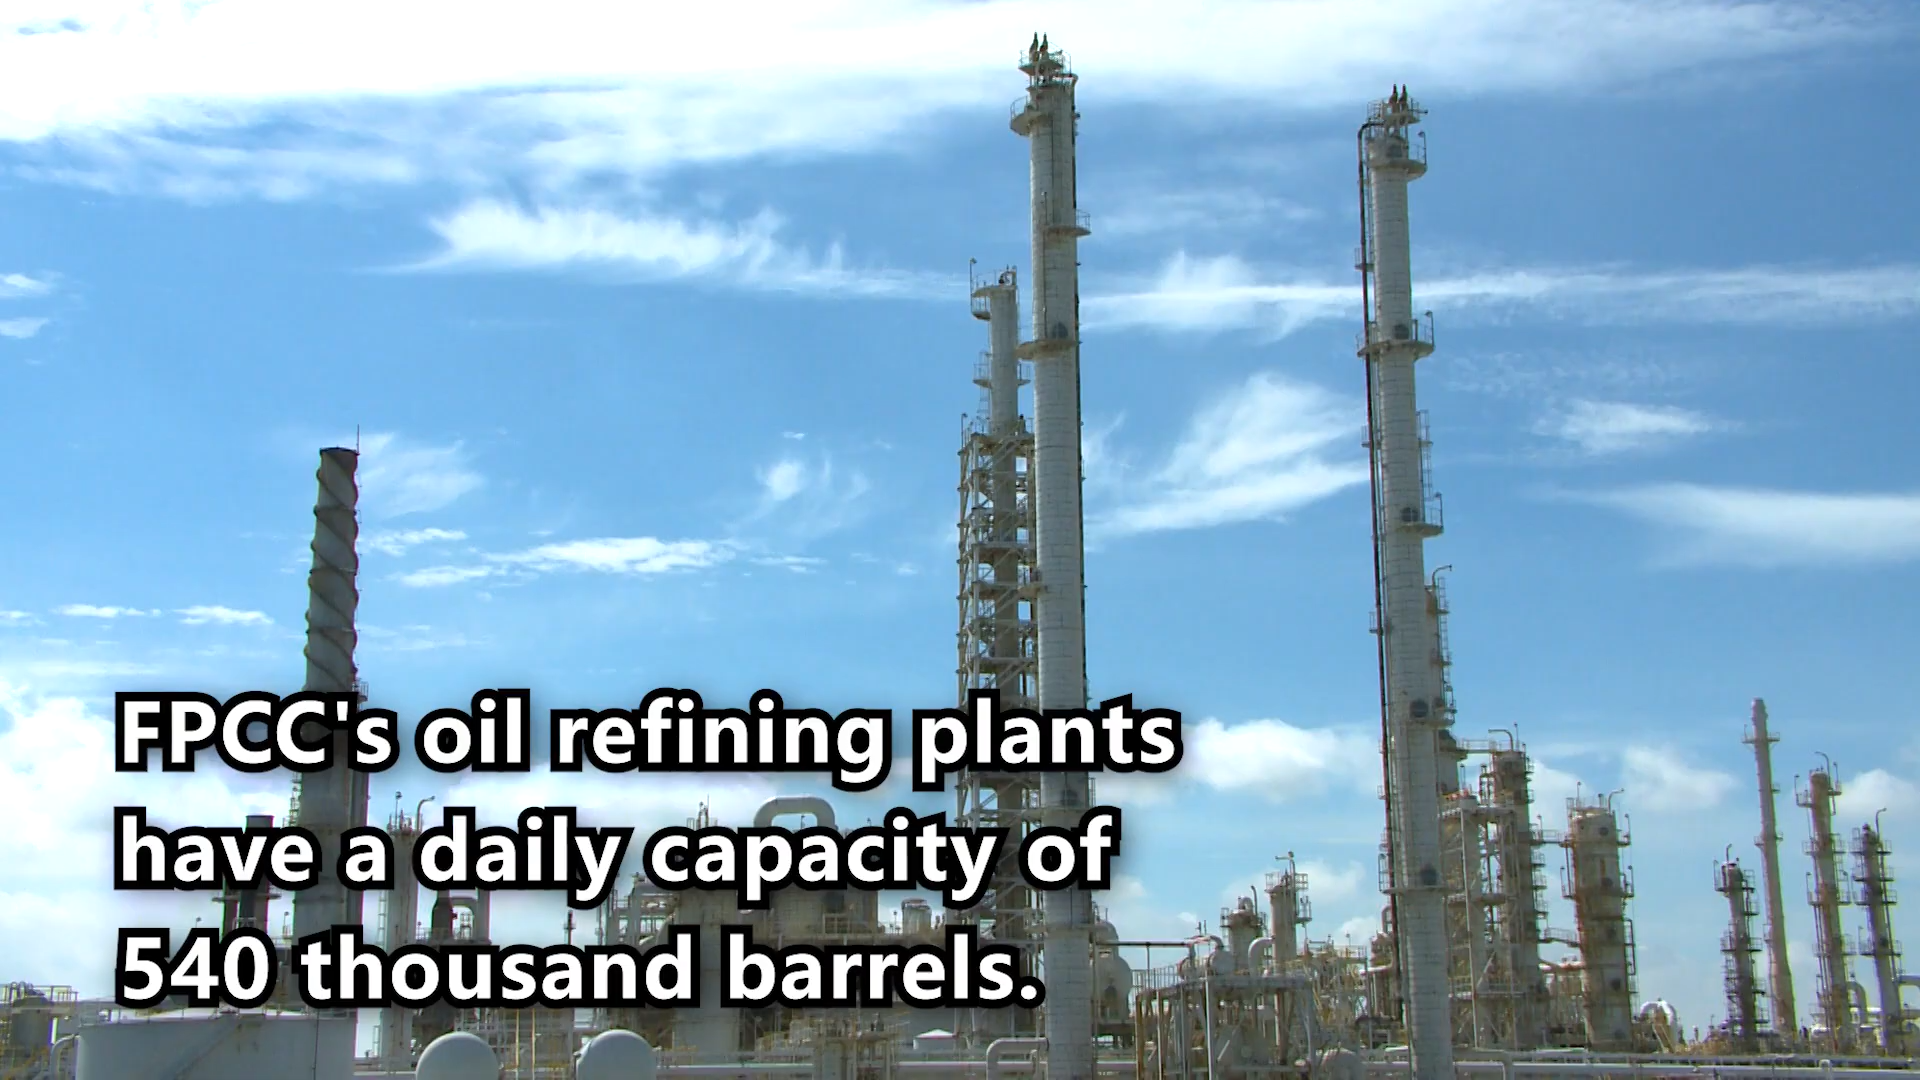 FPCC's oil refining plants
have a daily capacity of
540 thousand barrels.